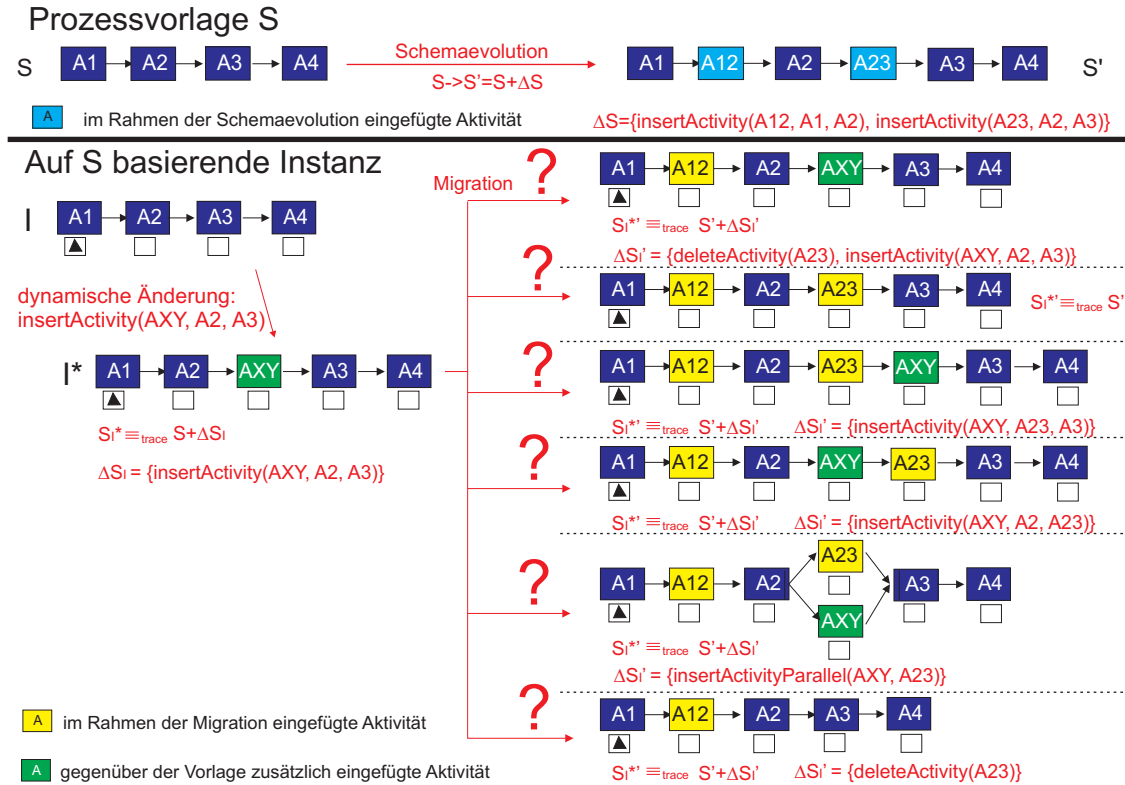 Prozessvorlage S
S A1 A2 A3 A4 Schemaevolution A1 A12 A2 A23 A3 A4 S'
S->S'=S+ΔS
A im Rahmen der Schemaevolution eingefügte Aktivität
ΔS={insertActivity(A12, A1, A2), insertActivity(A23, A2, A3)}
Auf S basierende Instanz
I A1 A2 A3 A4
dynamische Änderung:
insertActivity(AXY, A2, A3)
I* A1 A2 AXY A3 A4
SI* ≡trace S+ΔSI
ΔSI = {insertActivity(AXY, A2, A3)}
Migration ?
A1 A12 A2 AXY A3 A4
SI*' ≡trace S'+ΔSI'
ΔSI' = {deleteActivity(A23), insertActivity(AXY, A2, A3)}
?
A1 A12 A2 A23 A3 A4 SI*'≡trace S'
?
A1 A12 A2 A23 AXY A3 A4
SI*' ≡trace S'+ΔSI' ΔSI' = {insertActivity(AXY, A23, A3)}
?
A1 A12 A2 AXY A23 A3 A4
SI*' ≡trace S'+ΔSI' ΔSI' = {insertActivity(AXY, A2, A23)}
?
A23
A1 A12 A2 A3 A4
AXY
SI*' ≡trace S'+ΔSI'
ΔSI' = {insertActivityParallel(AXY, A23)}
?
A1 A12 A2 A3 A4
SI*' ≡trace S'+ΔSI' ΔSI' = {deleteActivity(A23)}
A im Rahmen der Migration eingefügte Aktivität
A gegenüber der Vorlage zusätzlich eingefügte Aktivität